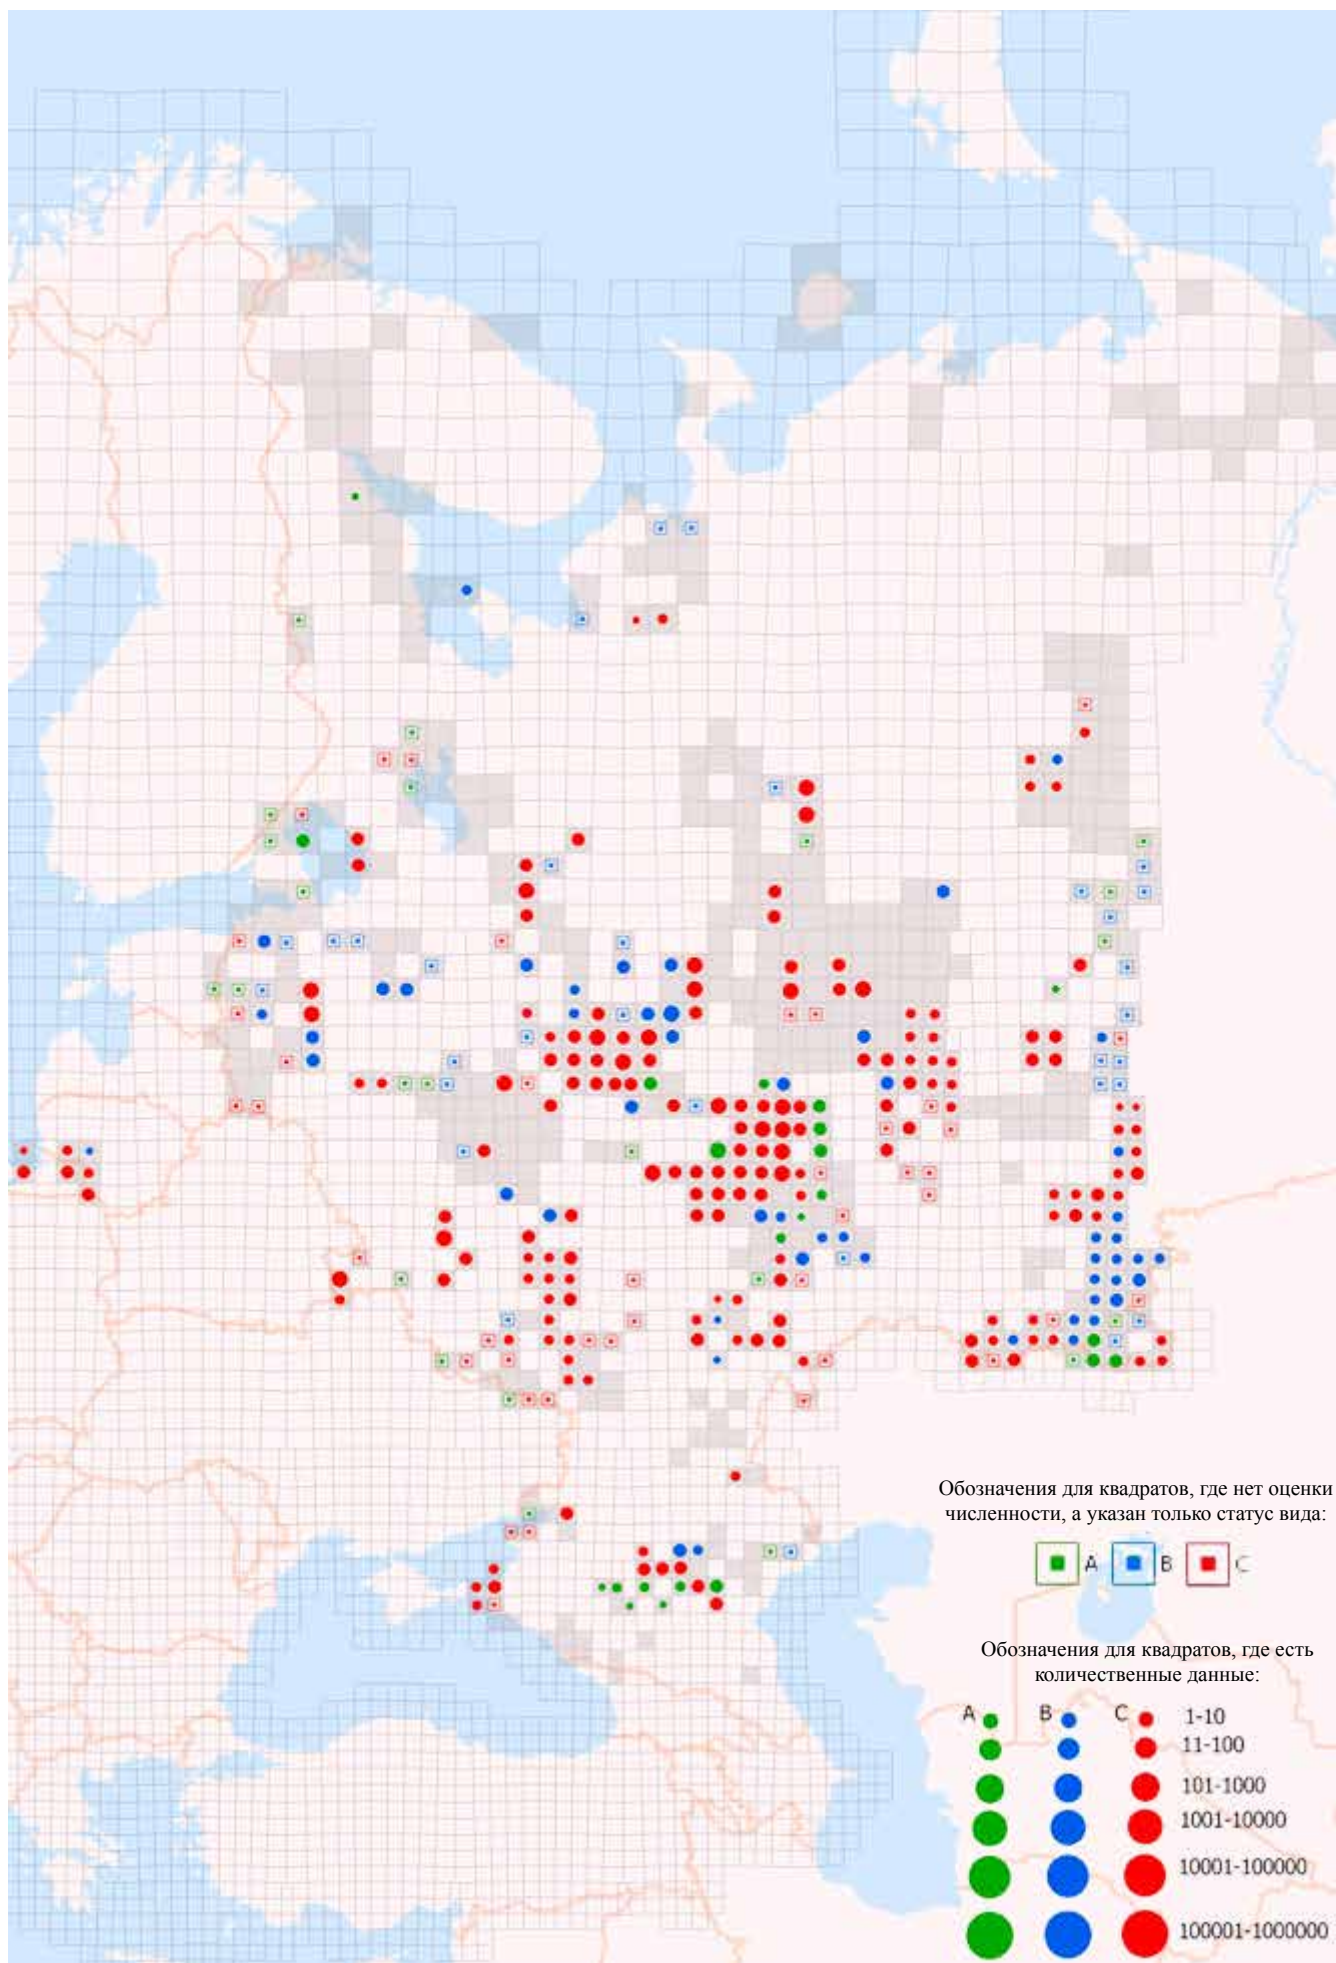 Обозначения для квадратов, где нет оценки
численности, а указан только статус вида:
A B C
Обозначения для квадратов, где есть
количественные данные:
A B C 1-10
11-100
101-1000
1001-10000
10001-100000
100001-1000000